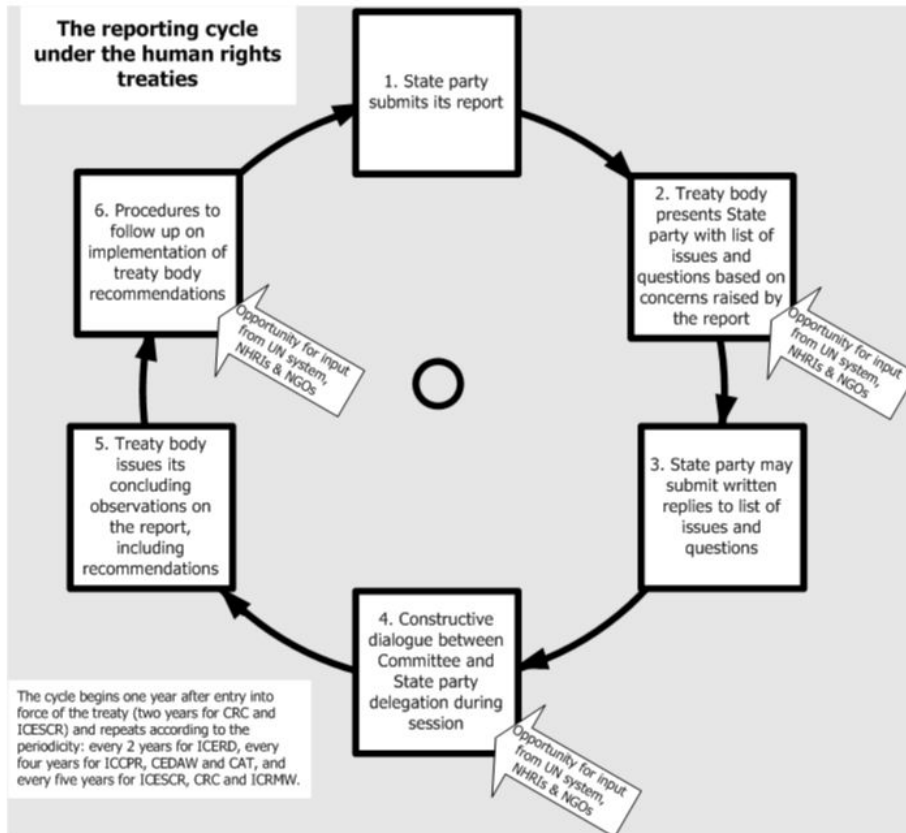 The reporting cycle
under the human rights
treaties
1. State party
submits its report
2. Treaty body
presents State
party with list of
issues and
questions based on
concerns raised by
the report
Opportunity for input
from UN system,
NHRIs & NGOs
3. State party may
submit written
replies to list of
issues and
questions
4. Constructive
dialogue between
Committee and
State party
delegation during
session
Opportunity for input
from UN system,
NHRIs & NGOs
5. Treaty body
issues its
concluding
observations on
the report,
including
recommendations
6. Procedures to
follow up on
implementation of
treaty body
recommendations
Opportunity for input
from UN system,
NHRIs & NGOs
The cycle begins one year after entry into
force of the treaty (two years for CRC and
ICESCR) and repeats according to the
periodicity: every 2 years for ICERD, every
four years for ICCPR, CEDAW and CAT, and
every five years for ICESCR, CRC and ICRMW.